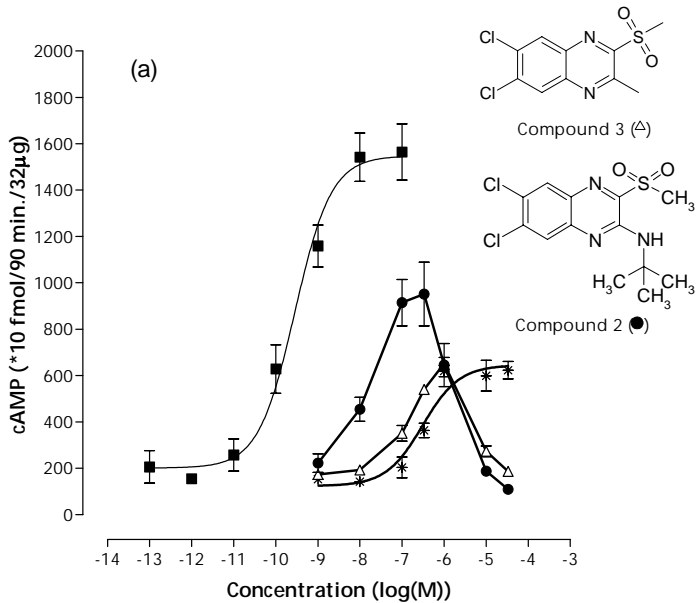 (a)
cAMP (*10 fmol/90 min./32µg)
2000
1800
1600
1400
1200
1000
800
600
400
200
0
-14 -13 -12 -11 -10 -9 -8 -7 -6 -5 -4 -3
Concentration (log(M))
Cl N O S O
Cl N
Compound 3 (△)
Cl N O O S CH₃
Cl N NH
H₃C CH₃
CH₃
Compound 2 (●)